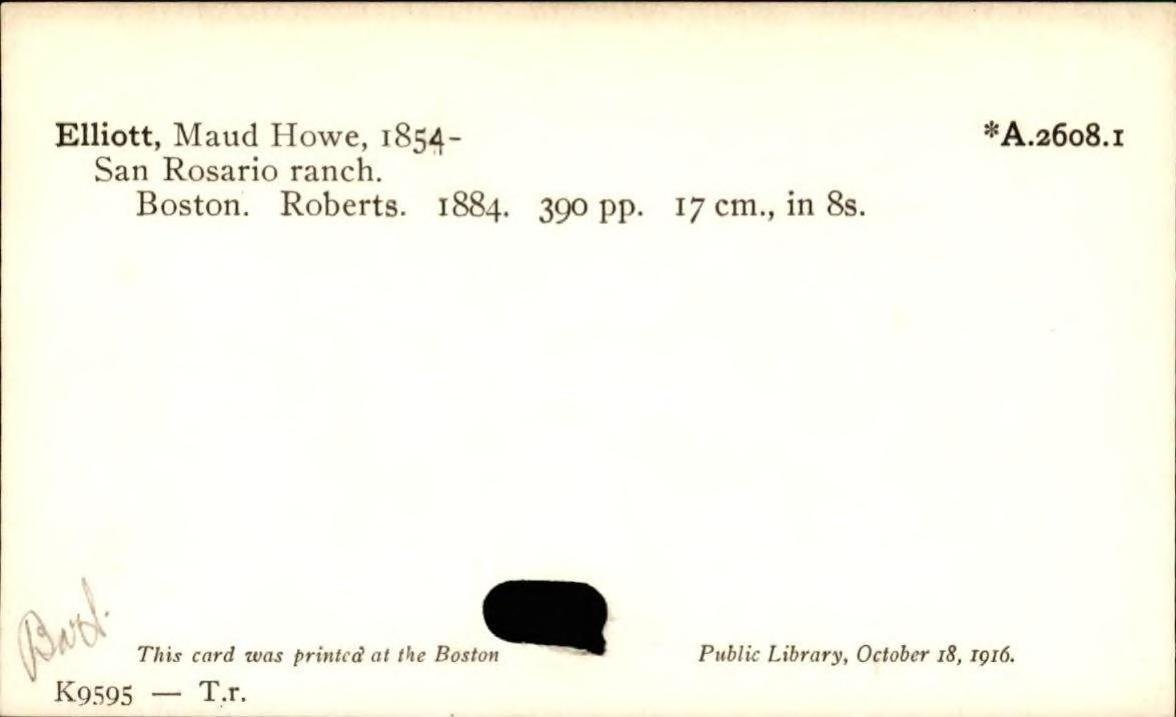 Elliott, Maud Howe, 1854- *A.2608.1
San Rosario ranch.
Boston. Roberts. 1884. 390 pp. 17 cm., in 8s.
This card was printed at the Boston Public Library, October 18, 1916.
K9595 — T.r.